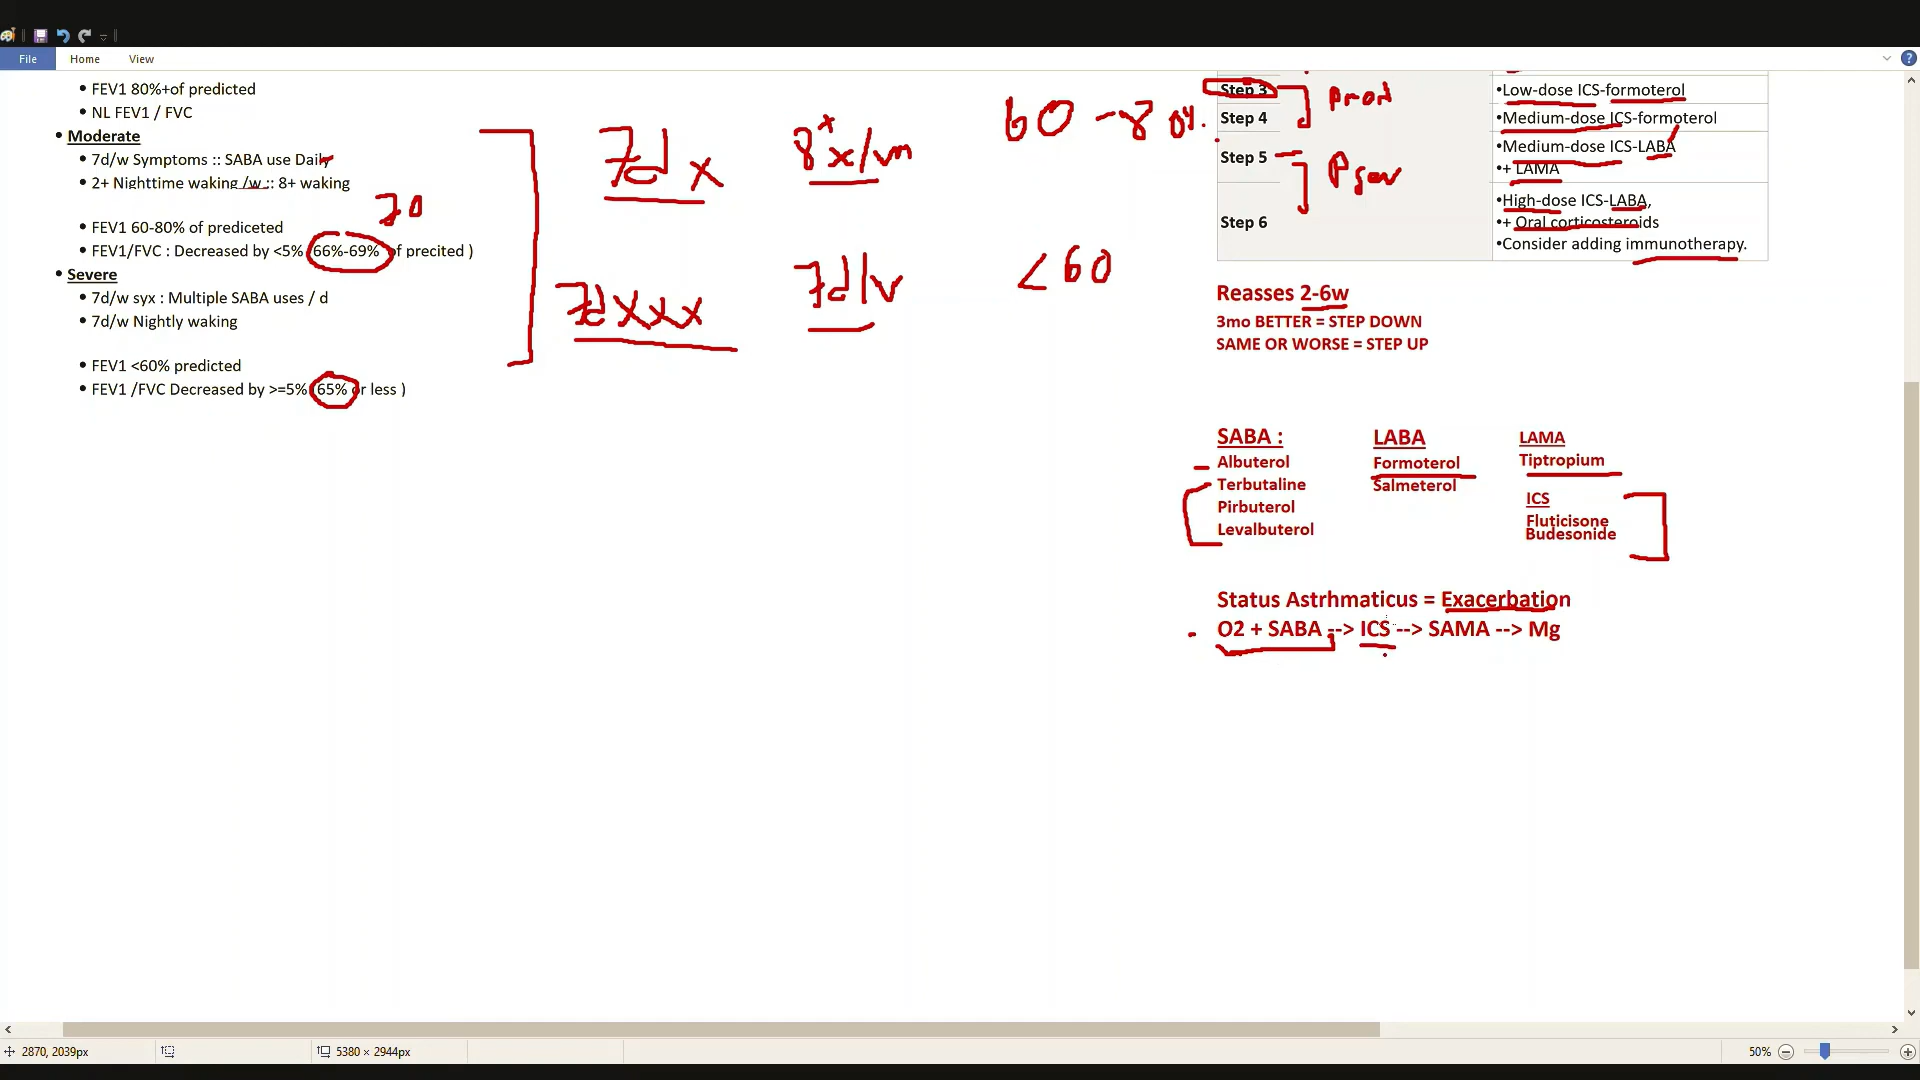 File Home View
• FEV1 80%+of predicted
• NL FEV1 / FVC
• Moderate
• 7d/w Symptoms :: SABA use Daily
• 2+ Nighttime waking /w :: 8+ waking
70
• FEV1 60-80% of prediceted
• FEV1/FVC : Decreased by <5% 66%-69% of precited )
• Severe
• 7d/w syx : Multiple SABA uses / d
• 7d/w Nightly waking
• FEV1 <60% predicted
• FEV1 /FVC Decreased by >=5% 65% or less )
7d x
8+ x/m
60 - 80%.
7d xxx
7d/
<60
Step 3
•Low-dose ICS-formoterol
Step 4
•Medium-dose ICS-formoterol
Step 5
•Medium-dose ICS-LABA
•+ LAMA
Step 6
•High-dose ICS-LABA,
•+ Oral corticosteroids
•Consider adding immunotherapy.
Reasses 2-6w
3mo BETTER = STEP DOWN
SAME OR WORSE = STEP UP
SABA :
Albuterol
Terbutaline
Pirbuterol
Levalbuterol
LABA
Formoterol
Salmeterol
LAMA
Tiptropium
ICS
Fluticisone
Budesonide
Status Astrhmaticus = Exacerbation
O2 + SABA --> ICS --> SAMA --> Mg
2870, 2039px
5380 × 2944px
50%